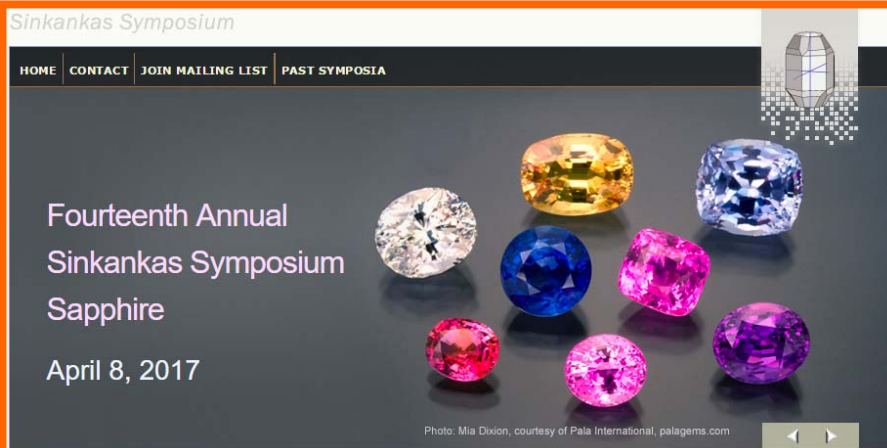 Sinkankas Symposium
HOME CONTACT JOIN MAILING LIST PAST SYMPOSIA
Fourteenth Annual
Sinkankas Symposium
Sapphire
April 8, 2017
Photo: Mia Dixion, courtesy of Pala International, palagems.com